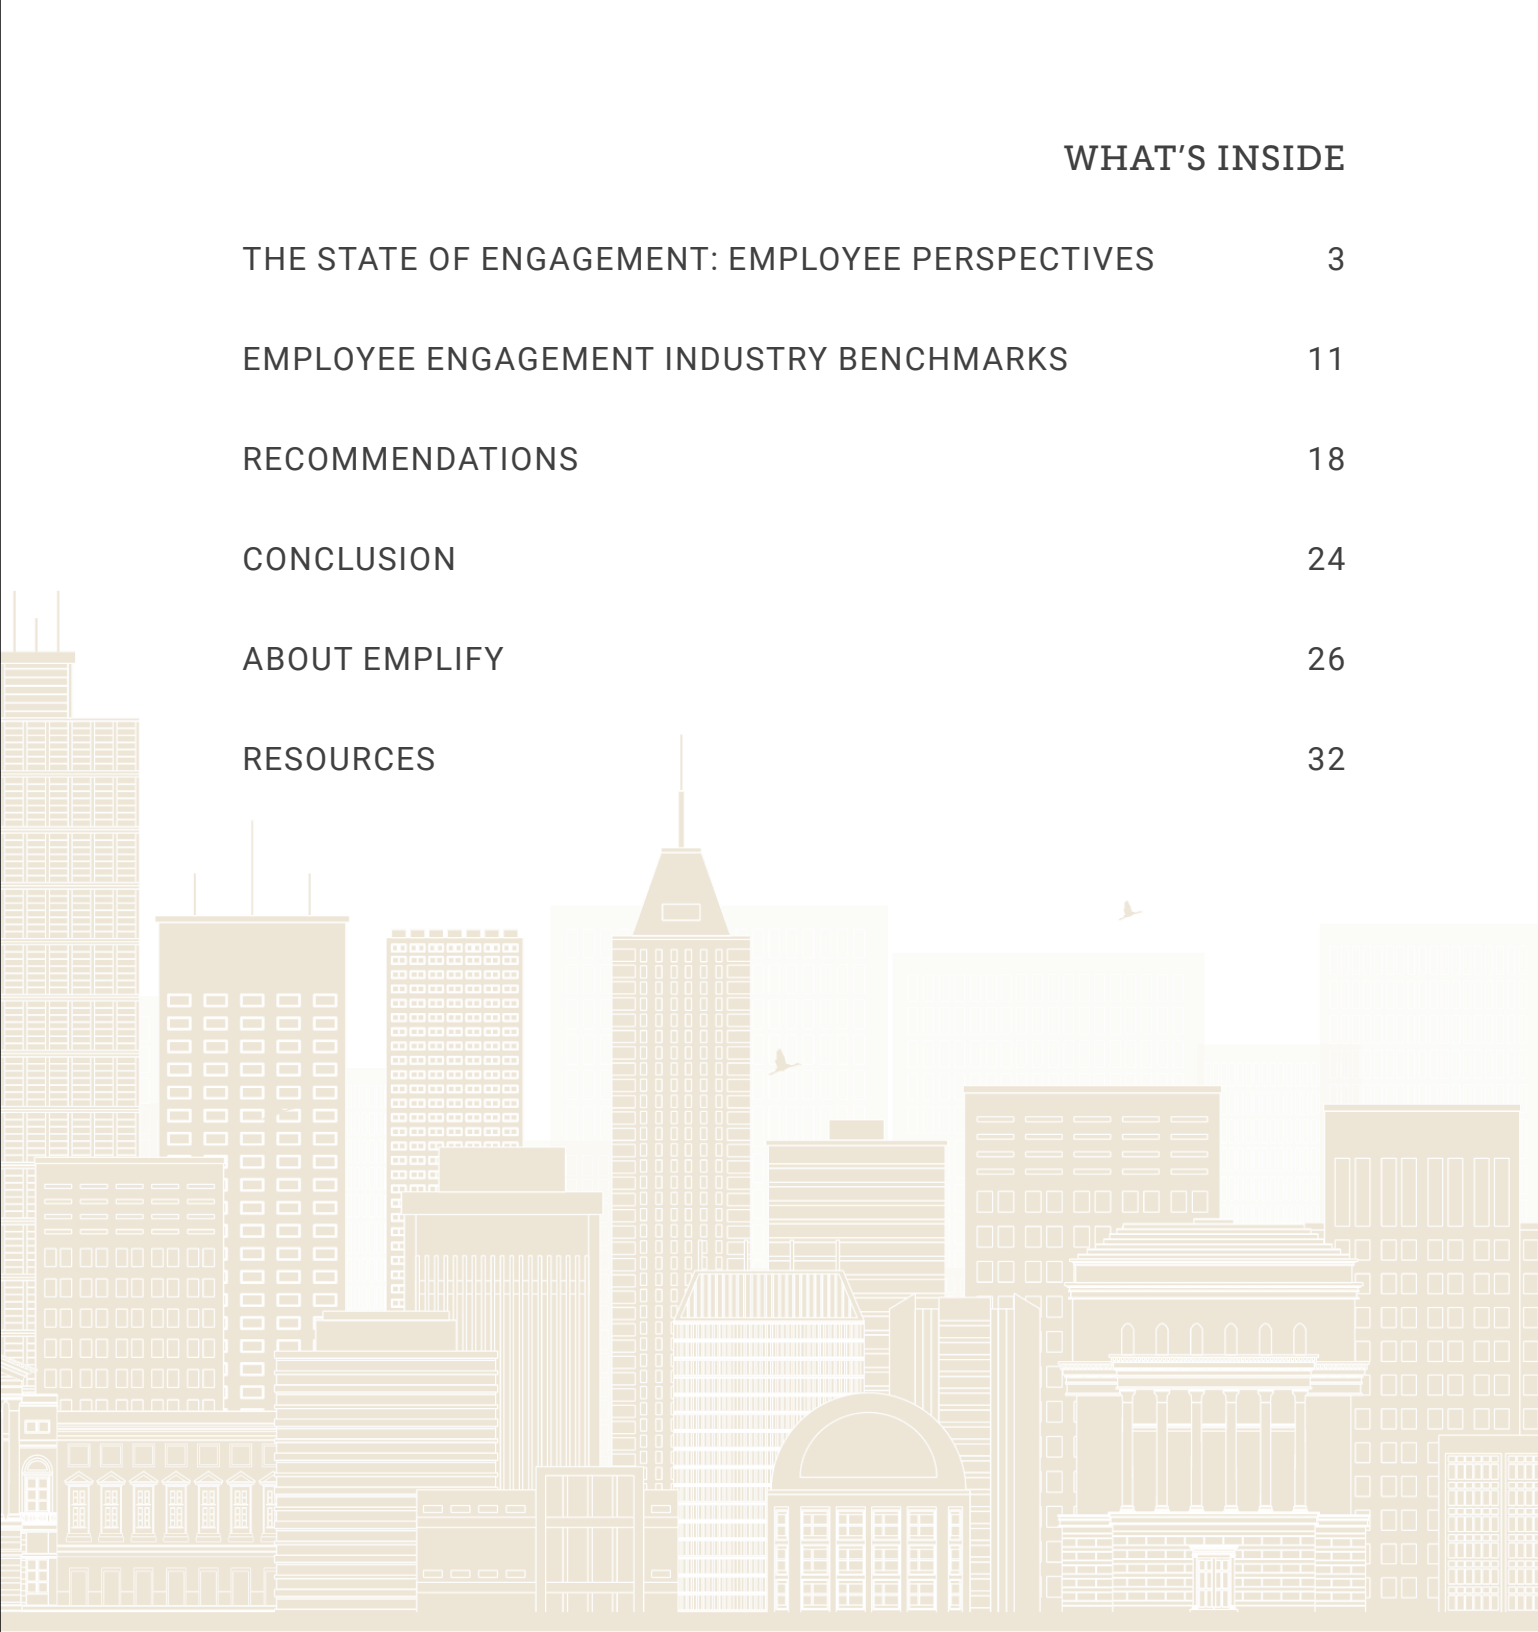 WHAT'S INSIDE
THE STATE OF ENGAGEMENT: EMPLOYEE PERSPECTIVES 3
EMPLOYEE ENGAGEMENT INDUSTRY BENCHMARKS 11
RECOMMENDATIONS 18
CONCLUSION 24
ABOUT EMPLIFY 26
RESOURCES 32